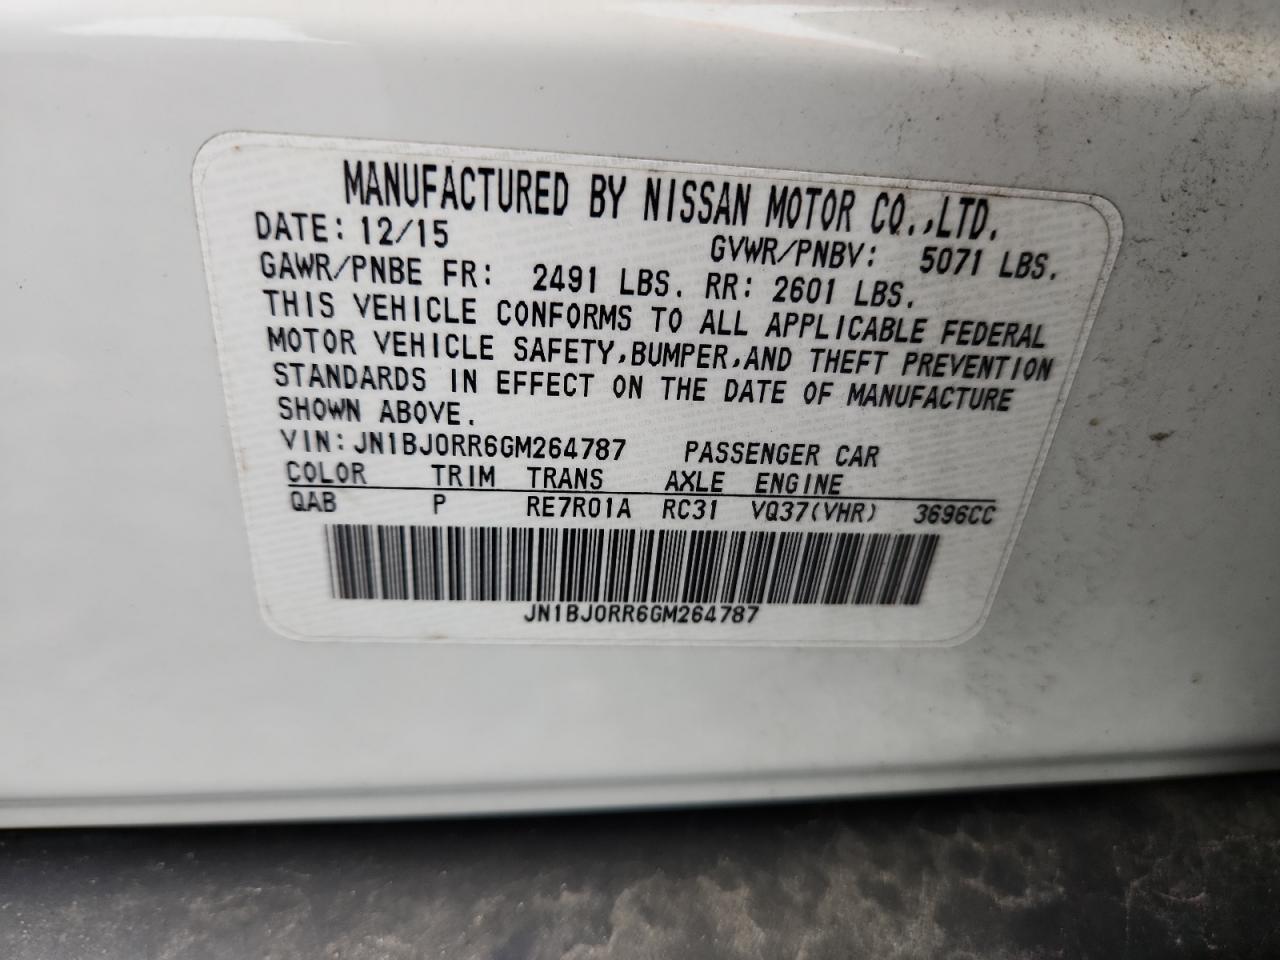 MANUFACTURED BY NISSAN MOTOR CO.,LTD.
DATE: 12/15 GVWR/PNBV: 5071 LBS.
GAWR/PNBE FR: 2491 LBS. RR: 2601 LBS.
THIS VEHICLE CONFORMS TO ALL APPLICABLE FEDERAL
MOTOR VEHICLE SAFETY,BUMPER,AND THEFT PREVENTION
STANDARDS IN EFFECT ON THE DATE OF MANUFACTURE
SHOWN ABOVE.
VIN: JN1BJ0RR6GM264787 PASSENGER CAR
COLOR TRIM TRANS AXLE ENGINE
QAB P RE7R01A RC31 VQ37(VHR) 3696CC
JN1BJ0RR6GM264787